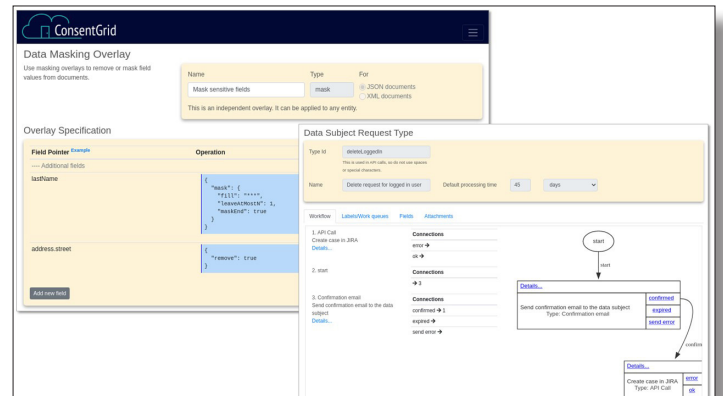 ConsentGrid
Data Masking Overlay
Use masking overlays to remove or mask field
values from documents.
Name
Type
For
Mask sensitive fields
mask
JSON documents
XML documents
This is an independent overlay. It can be applied to any entity.
Overlay Specification
Field Pointer Example
Operation
---- Additional fields
lastName
{
"mask": {
"fill": "***",
"leaveAtMostN": 1,
"maskEnd": true
}
}
address.street
{
"remove": true
}
Add new field
Data Subject Request Type
Type Id
deleteLoggedIn
This is used in API calls, so do not use spaces
or special characters.
Name
Delete request for logged in user
Default processing time
45
days
Workflow
Labels/Work queues
Fields
Attachments
1. API Call
Create case in JIRA
Details...
Connections
error →
ok →
2. start
Connections
→ 3
3. Confirmation email
Send confirmation email to the data
subject
Details...
Connections
confirmed → 1
expired →
send error →
start
start
Details...
Send confirmation email to the data subject
Type: Confirmation email
confirmed
expired
send error
confirm
Details...
Create case in JIRA
Type: API Call
error
ok